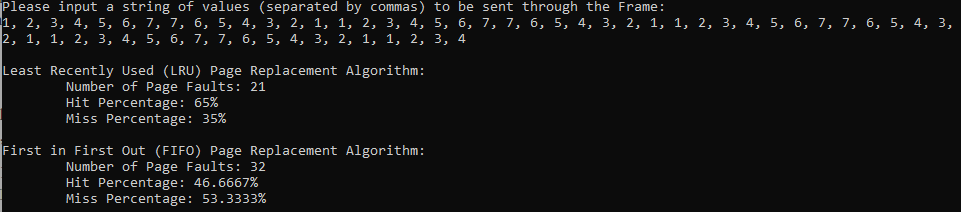 Please input a string of values (separated by commas) to be sent through the Frame:
1, 2, 3, 4, 5, 6, 7, 7, 6, 5, 4, 3, 2, 1, 1, 2, 3, 4, 5, 6, 7, 7, 6, 5, 4, 3, 2, 1, 1, 2, 3, 4, 5, 6, 7, 7, 6, 5, 4, 3,
2, 1, 1, 2, 3, 4, 5, 6, 7, 7, 6, 5, 4, 3, 2, 1, 1, 2, 3, 4
Least Recently Used (LRU) Page Replacement Algorithm:
Number of Page Faults: 21
Hit Percentage: 65%
Miss Percentage: 35%
First in First Out (FIFO) Page Replacement Algorithm:
Number of Page Faults: 32
Hit Percentage: 46.6667%
Miss Percentage: 53.3333%